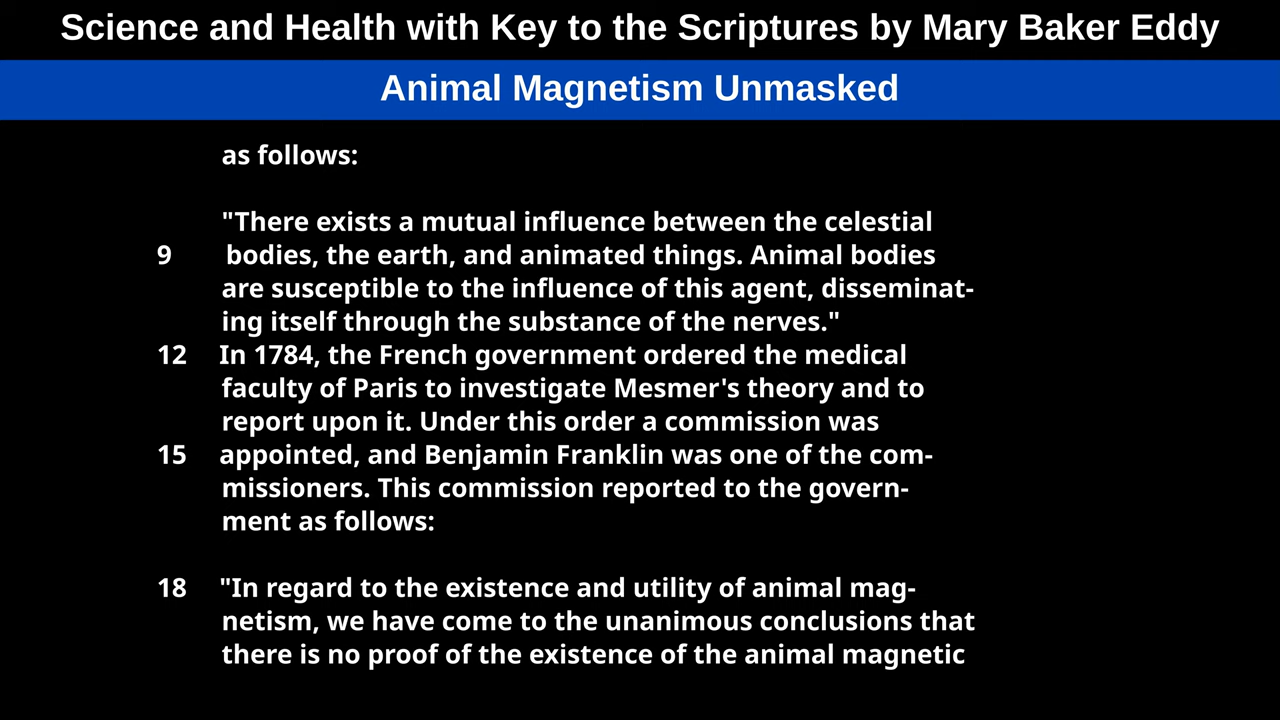 Science and Health with Key to the Scriptures by Mary Baker Eddy
Animal Magnetism Unmasked
as follows:
"There exists a mutual influence between the celestial
9 bodies, the earth, and animated things. Animal bodies
are susceptible to the influence of this agent, disseminat-
ing itself through the substance of the nerves."
12 In 1784, the French government ordered the medical
faculty of Paris to investigate Mesmer's theory and to
report upon it. Under this order a commission was
15 appointed, and Benjamin Franklin was one of the com-
missioners. This commission reported to the govern-
ment as follows:
18 "In regard to the existence and utility of animal mag-
netism, we have come to the unanimous conclusions that
there is no proof of the existence of the animal magnetic